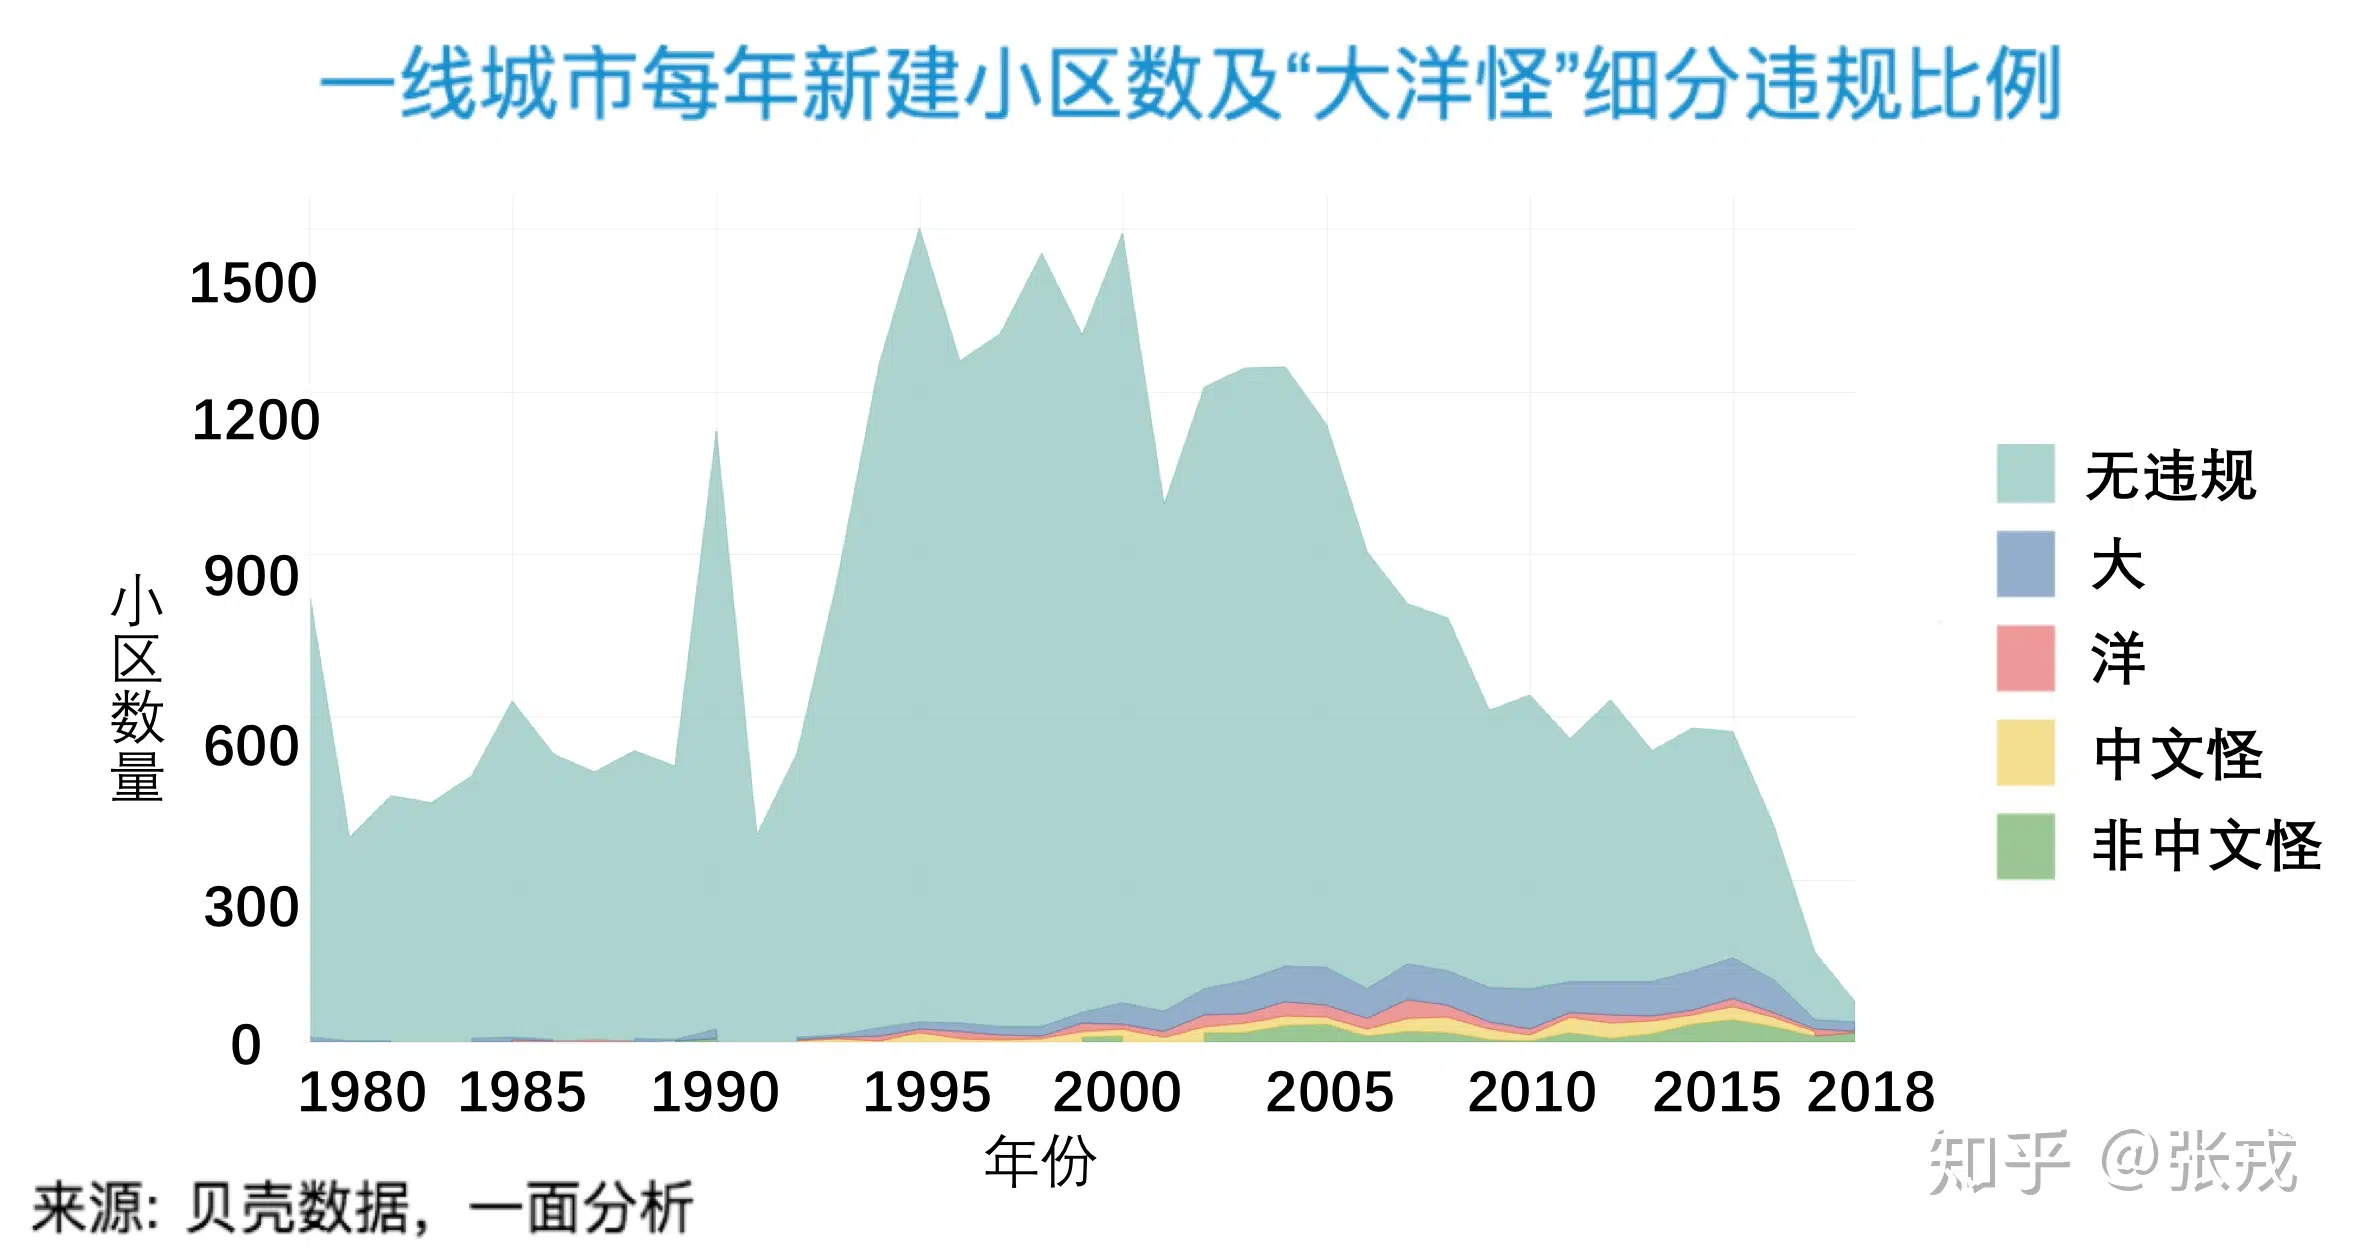 一线城市每年新建小区数及“大洋怪”细分违规比例
1500
1200
900
600
300
0
小区数量
1980 1985 1990 1995 2000 2005 2010 2015 2018
年份
无违规
大
洋
中文怪
非中文怪
来源: 贝壳数据，一面分析
知乎 @张戎